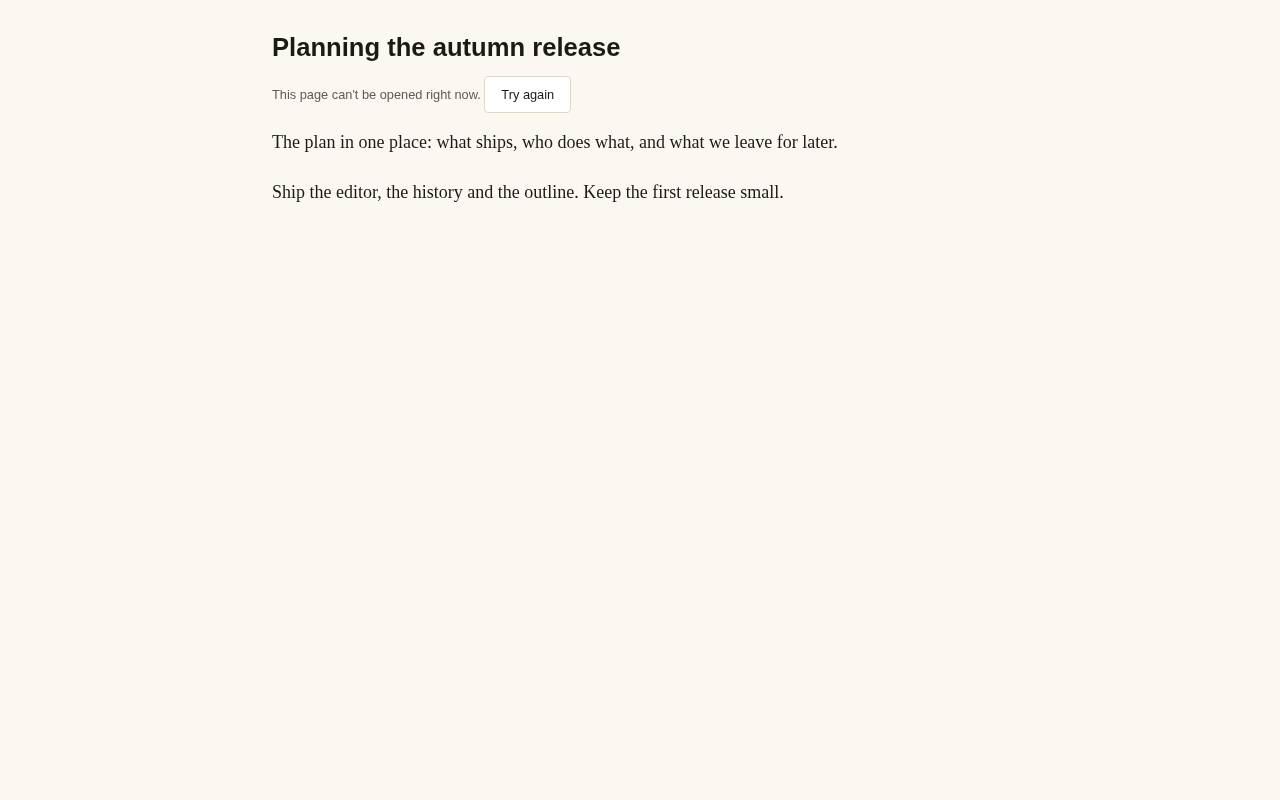 Planning the autumn release
This page can't be opened right now. Try again
The plan in one place: what ships, who does what, and what we leave for later.
Ship the editor, the history and the outline. Keep the first release small.